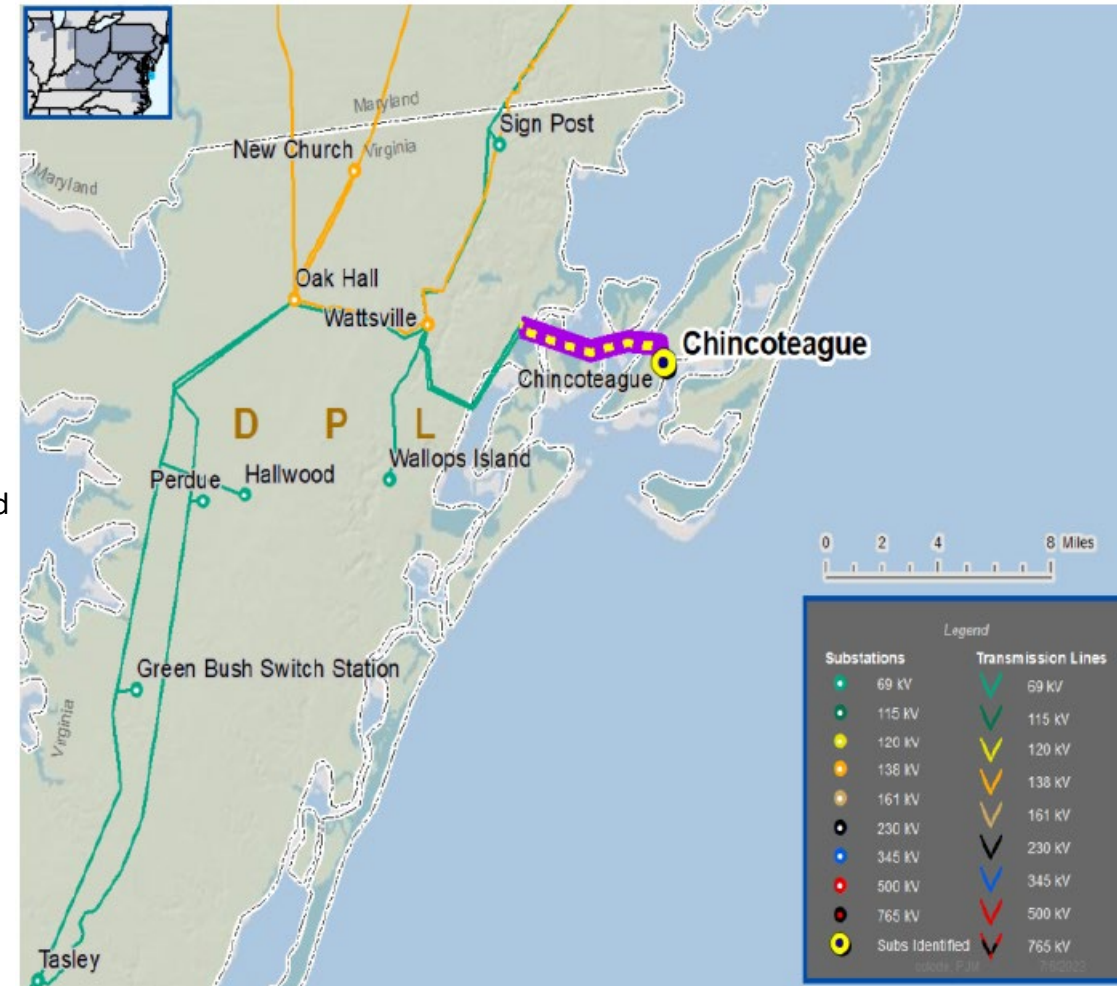 Maryland
Sign Post
New Church
Virginia
Maryland
Oak Hall
Wattsville
Chincoteague
Chincoteague
D P L
Wallops Island
Perdue
Hallwood
d
0 2 4 8 Miles
Green Bush Switch Station
Virginia
Tasley
Legend
Substations Transmission Lines
69 kV 69 kV
115 kV 115 kV
120 kV 120 kV
138 kV 138 kV
161 kV 161 kV
230 kV 230 kV
345 kV 345 kV
500 kV 500 kV
765 kV 765 kV
Subs Identified